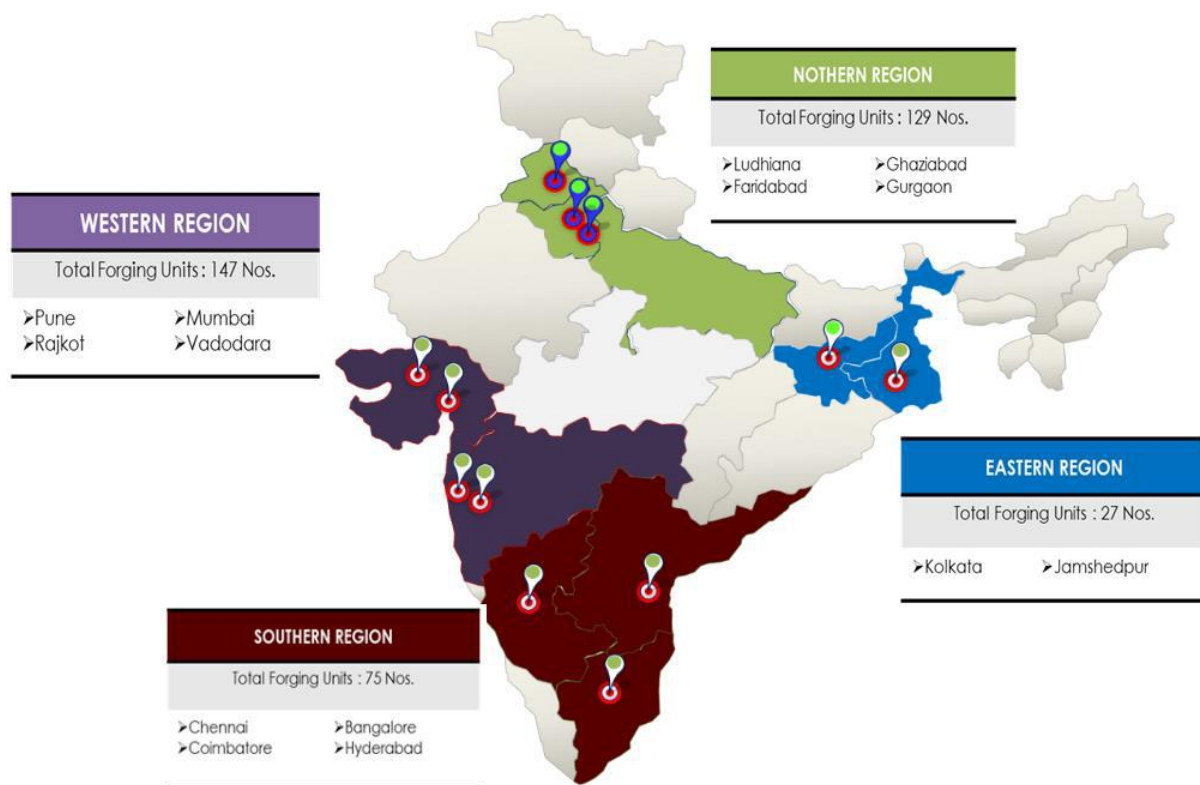 NOTHERN REGION
Total Forging Units : 129 Nos.
➢Ludhiana ➢Ghaziabad
➢Faridabad ➢Gurgaon
WESTERN REGION
Total Forging Units : 147 Nos.
➢Pune ➢Mumbai
➢Rajkot ➢Vadodara
EASTERN REGION
Total Forging Units : 27 Nos.
➢Kolkata ➢Jamshedpur
SOUTHERN REGION
Total Forging Units : 75 Nos.
➢Chennai ➢Bangalore
➢Coimbatore ➢Hyderabad